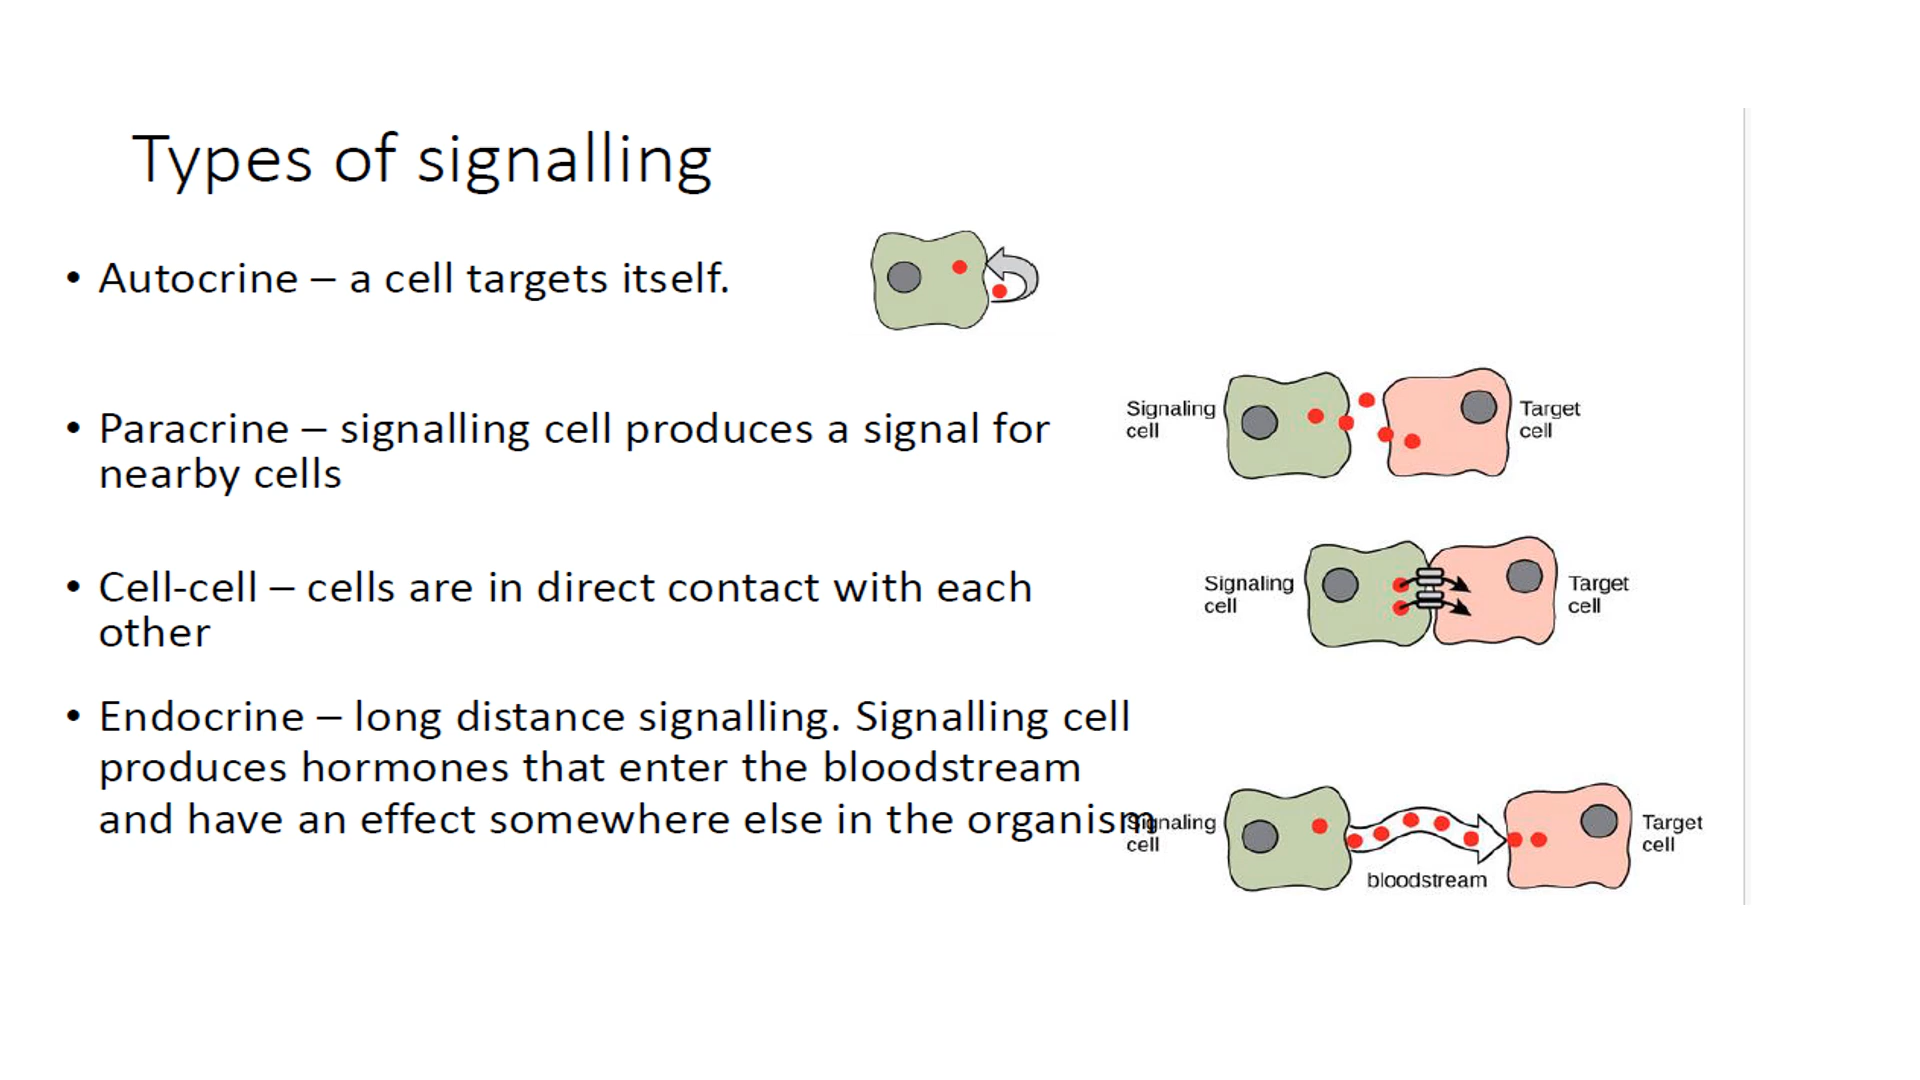 Types of signalling
• Autocrine – a cell targets itself.
• Paracrine – signalling cell produces a signal for
nearby cells
Signaling
cell
Target
cell
• Cell-cell – cells are in direct contact with each
other
Signaling
cell
Target
cell
• Endocrine – long distance signalling. Signalling cell
produces hormones that enter the bloodstream
and have an effect somewhere else in the organism
Signaling
cell
bloodstream
Target
cell